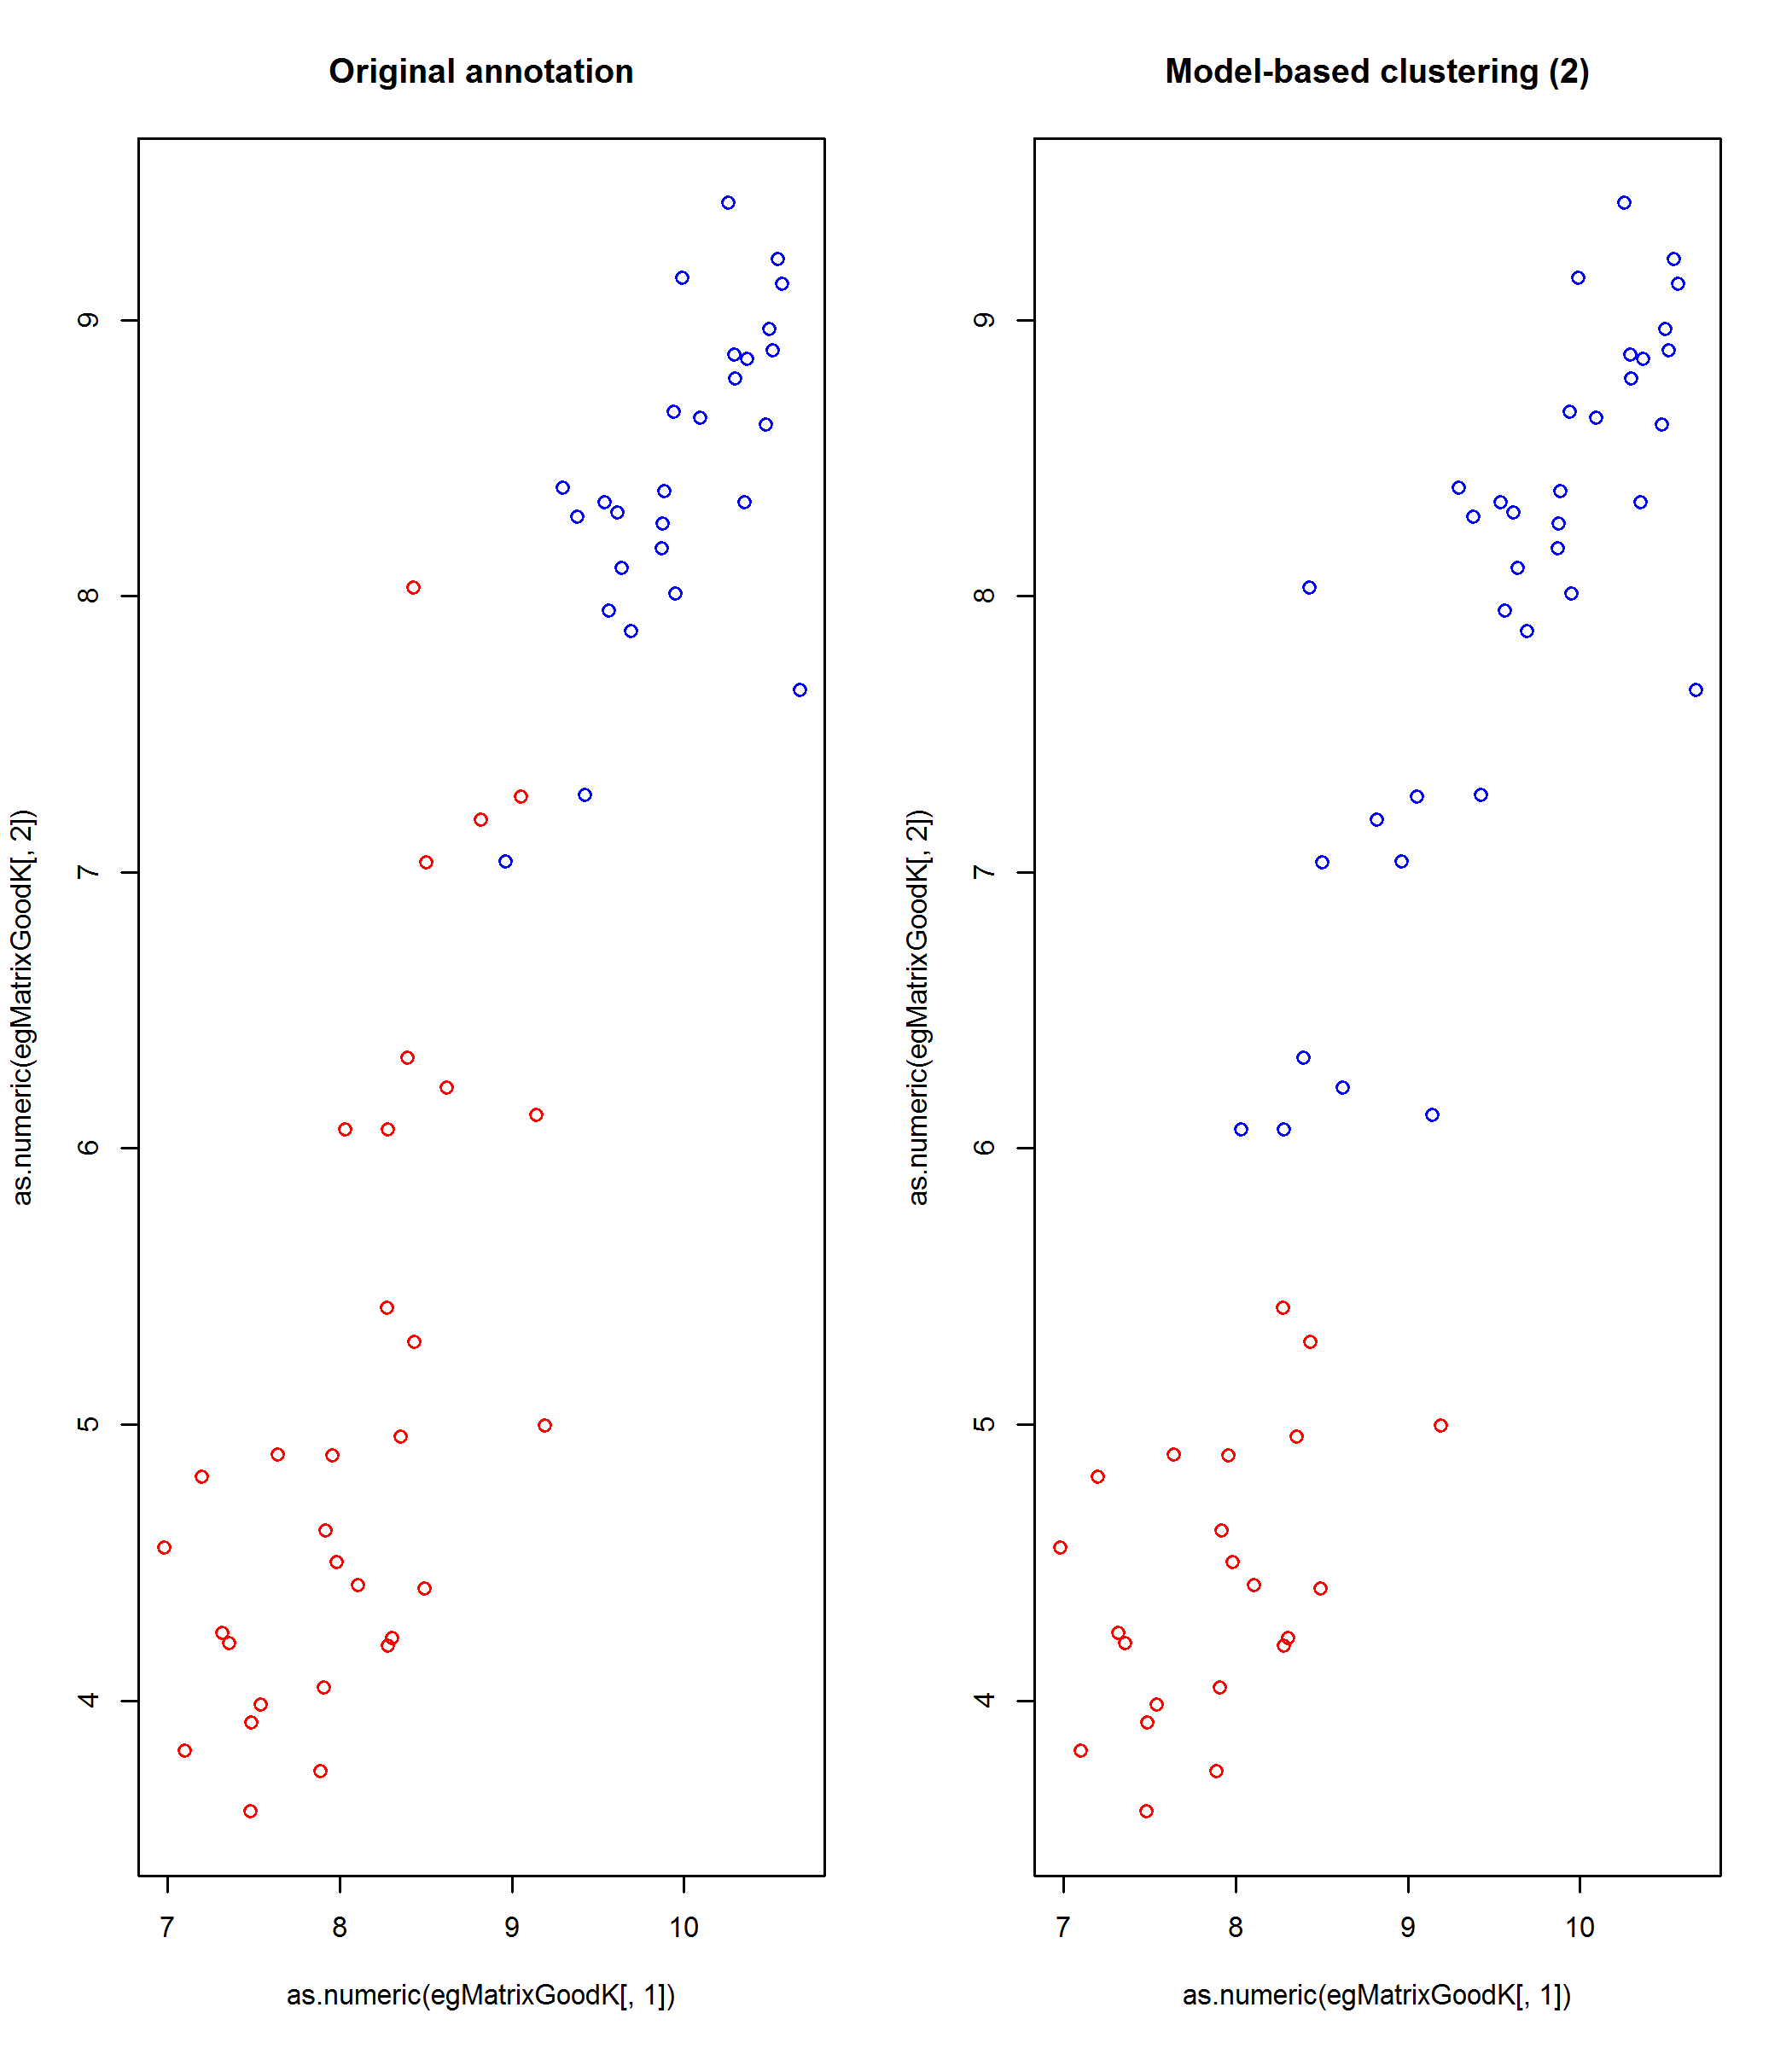 Original annotation
as.numeric(egMatrixGoodK[, 2])
9
8
7
6
5
4
7 8 9 10
as.numeric(egMatrixGoodK[, 1])
Model-based clustering (2)
as.numeric(egMatrixGoodK[, 2])
9
8
7
6
5
4
7 8 9 10
as.numeric(egMatrixGoodK[, 1])